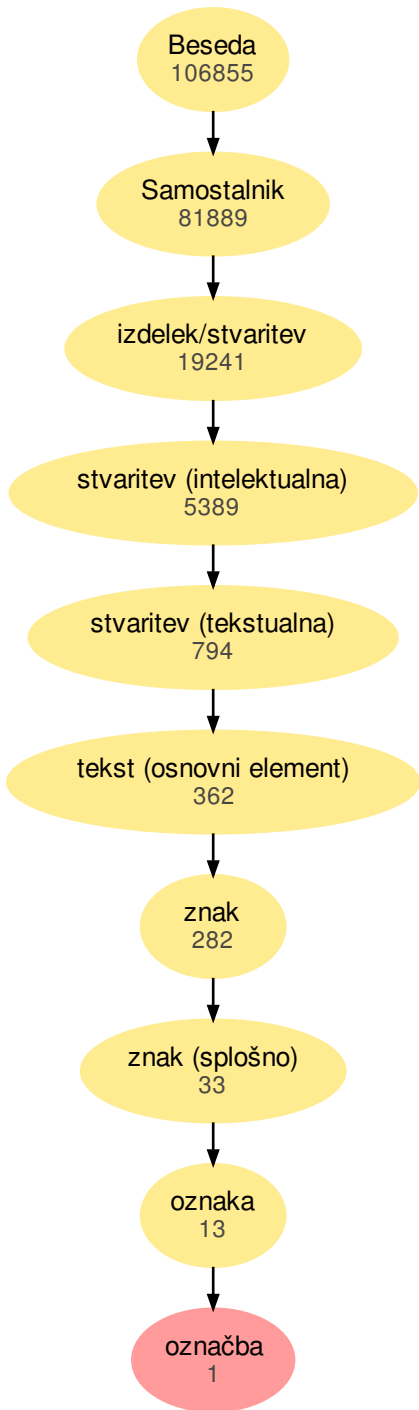 Beseda
106855
Samostalnik
81889
izdelek/stvaritev
19241
stvaritev (intelektualna)
5389
stvaritev (tekstualna)
794
tekst (osnovni element)
362
znak
282
znak (splošno)
33
oznaka
13
označba
1